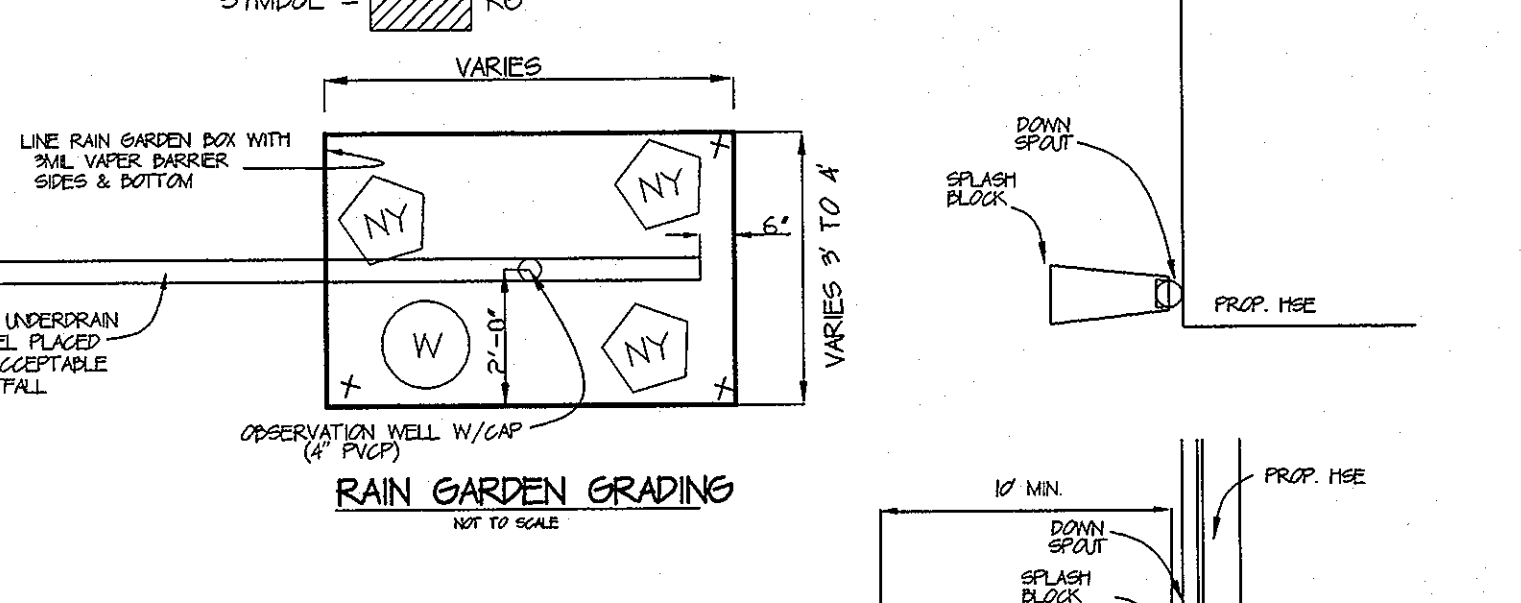 SYMBOL = RG
VARIES
LINE RAIN GARDEN BOX WITH
3MIL VAPER BARRIER
SIDES & BOTTOM
NY
NY
6"
VARIES 3' TO 4'
UNDERDRAIN
PLACED
W
2'-0"
NY
OBSERVATION WELL W/CAP
(4" PVCP)
RAIN GARDEN GRADING
NOT TO SCALE
DOWN
SPOUT
SPLASH
BLOCK
PROP. HSE
10' MIN.
PROP. HSE
DOWN
SPOUT
SPLASH
BLOCK